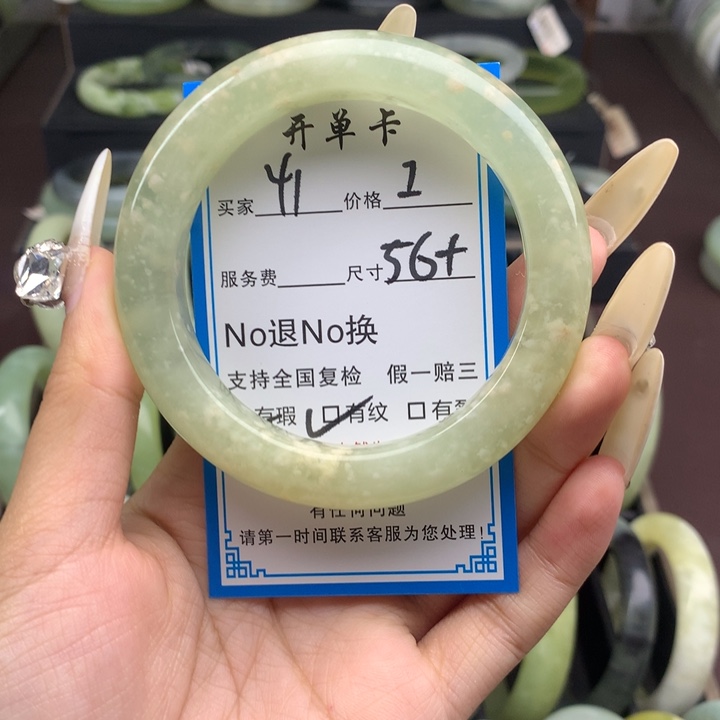 开单卡
买家 41 价格 1
服务费 尺寸 56+
No退No换
支持全国复检 假一赔三
有瑕 ☑有纹 □有
有任何问题
请第一时间联系客服为您处理!